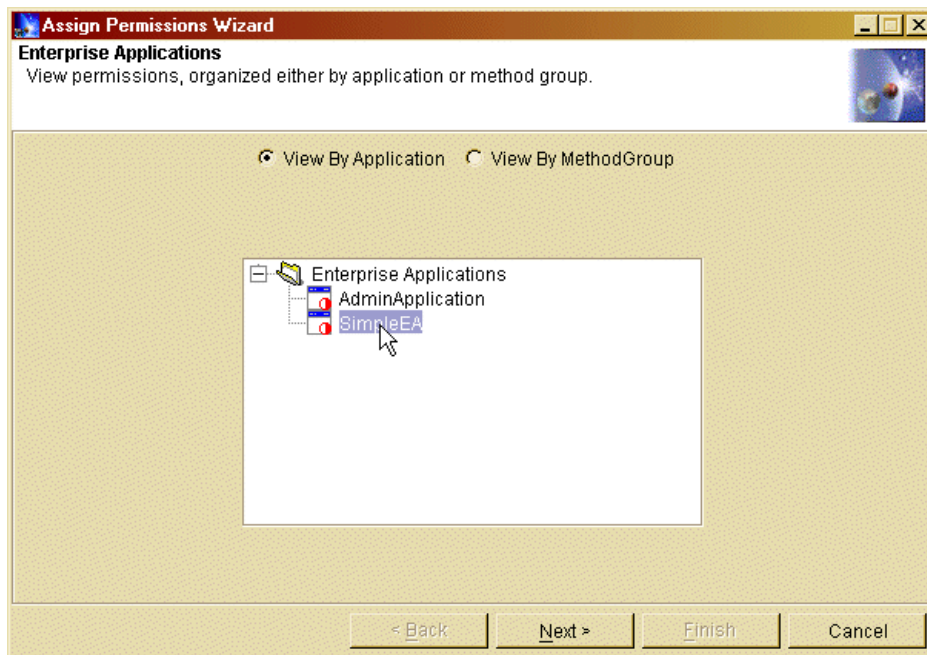 Assign Permissions Wizard
Enterprise Applications
View permissions, organized either by application or method group.
View By Application View By MethodGroup
Enterprise Applications
AdminApplication
SimpleEA
< Back Next > Finish Cancel